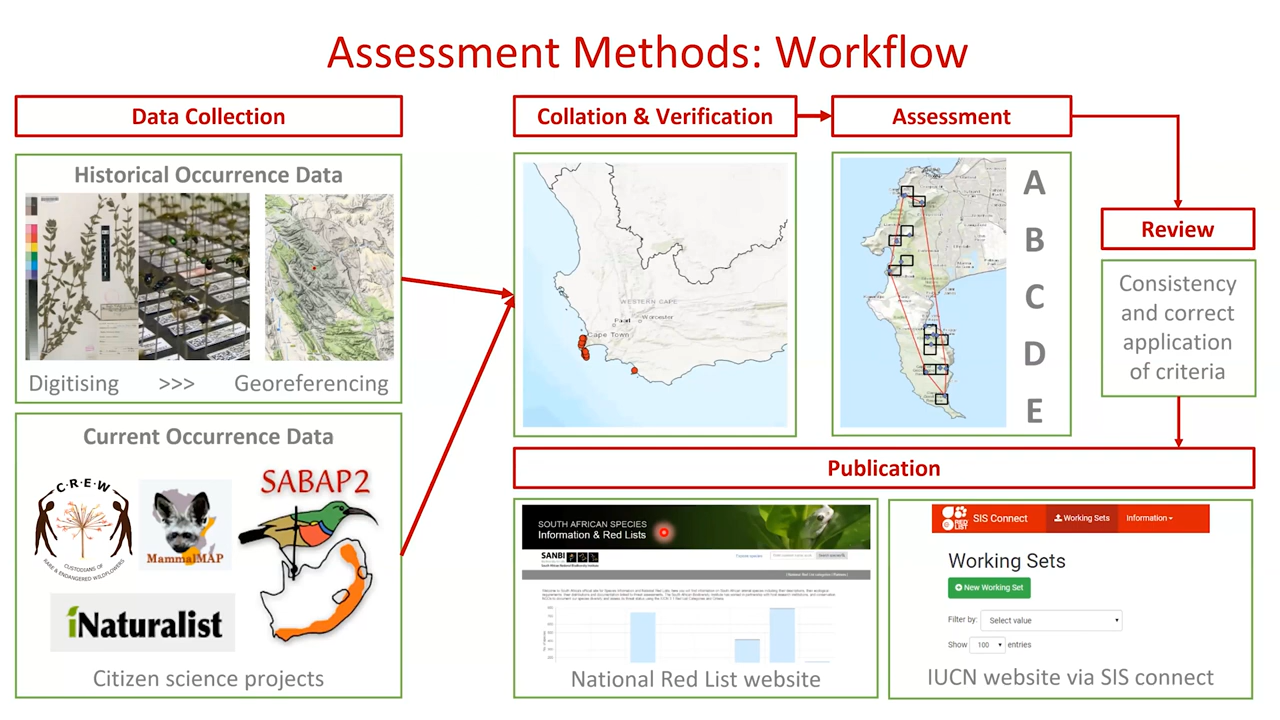 Assessment Methods: Workflow
Data Collection
Historical Occurrence Data
Digitising >>> Georeferencing
Current Occurrence Data
C·R·E·W
CUSTODIANS OF
RARE & ENDANGERED WILDFLOWERS
MammalMAP
SABAP2
iNaturalist
Citizen science projects
Collation & Verification
WESTERN CAPE
Paarl
Worcester
Cape Town
Assessment
A
B
C
D
E
Review
Consistency
and correct
application
of criteria
Publication
SOUTH AFRICAN SPECIES
Information & Red Lists
SANBI
National Red List website
SIS Connect
Working Sets
Information
Working Sets
New Working Set
Filter by: Select value
Show 100 entries
IUCN website via SIS connect